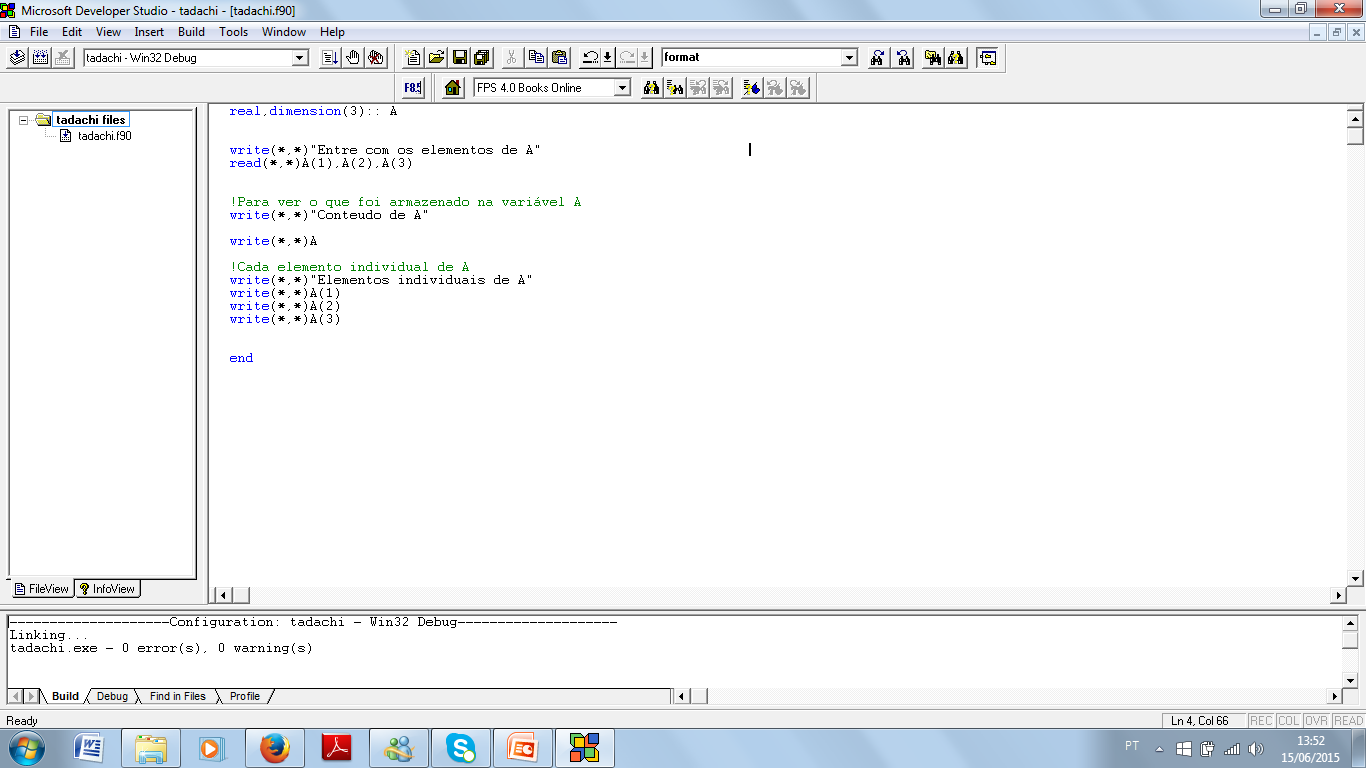 Microsoft Developer Studio - tadachi - [tadachi.f90]
File Edit View Insert Build Tools Window Help
tadachi - Win32 Debug
format
F8.5
FPS 4.0 Books Online
tadachi files
tadachi.f90
real,dimension(3):: A
write(*,*)"Entre com os elementos de A"
read(*,*)A(1),A(2),A(3)
!Para ver o que foi armazenado na variável A
write(*,*)"Conteudo de A"
write(*,*)A
!Cada elemento individual de A
write(*,*)"Elementos individuais de A"
write(*,*)A(1)
write(*,*)A(2)
write(*,*)A(3)
end
FileView
InfoView
--------------------Configuration: tadachi - Win32 Debug--------------------
Linking...
tadachi.exe - 0 error(s), 0 warning(s)
Build Debug Find in Files Profile
Ready
Ln 4, Col 66
REC COL OVR READ
PT
13:52
15/06/2015